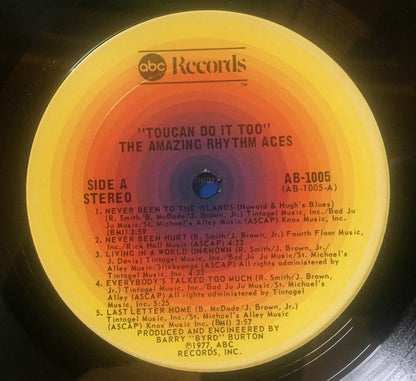 abc Records
TM
"TOUCAN DO IT TOO"
THE AMAZING RHYTHM ACES
SIDE A
STEREO
AB-1005
(AB-1005-A)
1. NEVER BEEN TO THE ISLANDS (Howard & Hugh's Blues)
(R. Smith/B. McDade/J. Brown, Jr.) Tintagel Music, Inc./Bad Ju
Ju Music/St. Michael's Alley Music (ASCAP) Knox Music, Inc.
(BMI) 3:59
2. NEVER BEEN HURT (R. Smith/J. Brown, Jr.) Fourth Floor Music,
Inc./Rick Hall Music (ASCAP) 4:23
3. LIVING IN A WORLD UNKNOWN (R. Smith/J. Brown, Jr./
J. Davis) Tintagel Music, Inc./Bad Ju Ju Music/St. Michael's
Alley Music/Sticksongs (ASCAP) All rights administered by
Tintagel Music, Inc. 4:32
4. EVERYBODY'S TALKED TOO MUCH (R. Smith/J. Brown,
Jr.) Tintagel Music, Inc./Bad Ju Ju Music/St. Michael's
Alley (ASCAP) All rights administered by Tintagel
Music, Inc. 5:25
5. LAST LETTER HOME (B. McDade/J. Brown, Jr.)
Tintagel Music, Inc./St. Michael's Alley Music
(ASCAP) Knox Music Inc. (BMI) 3:57
PRODUCED AND ENGINEERED BY
BARRY "BYRD" BURTON
©1977, ABC
RECORDS, INC.